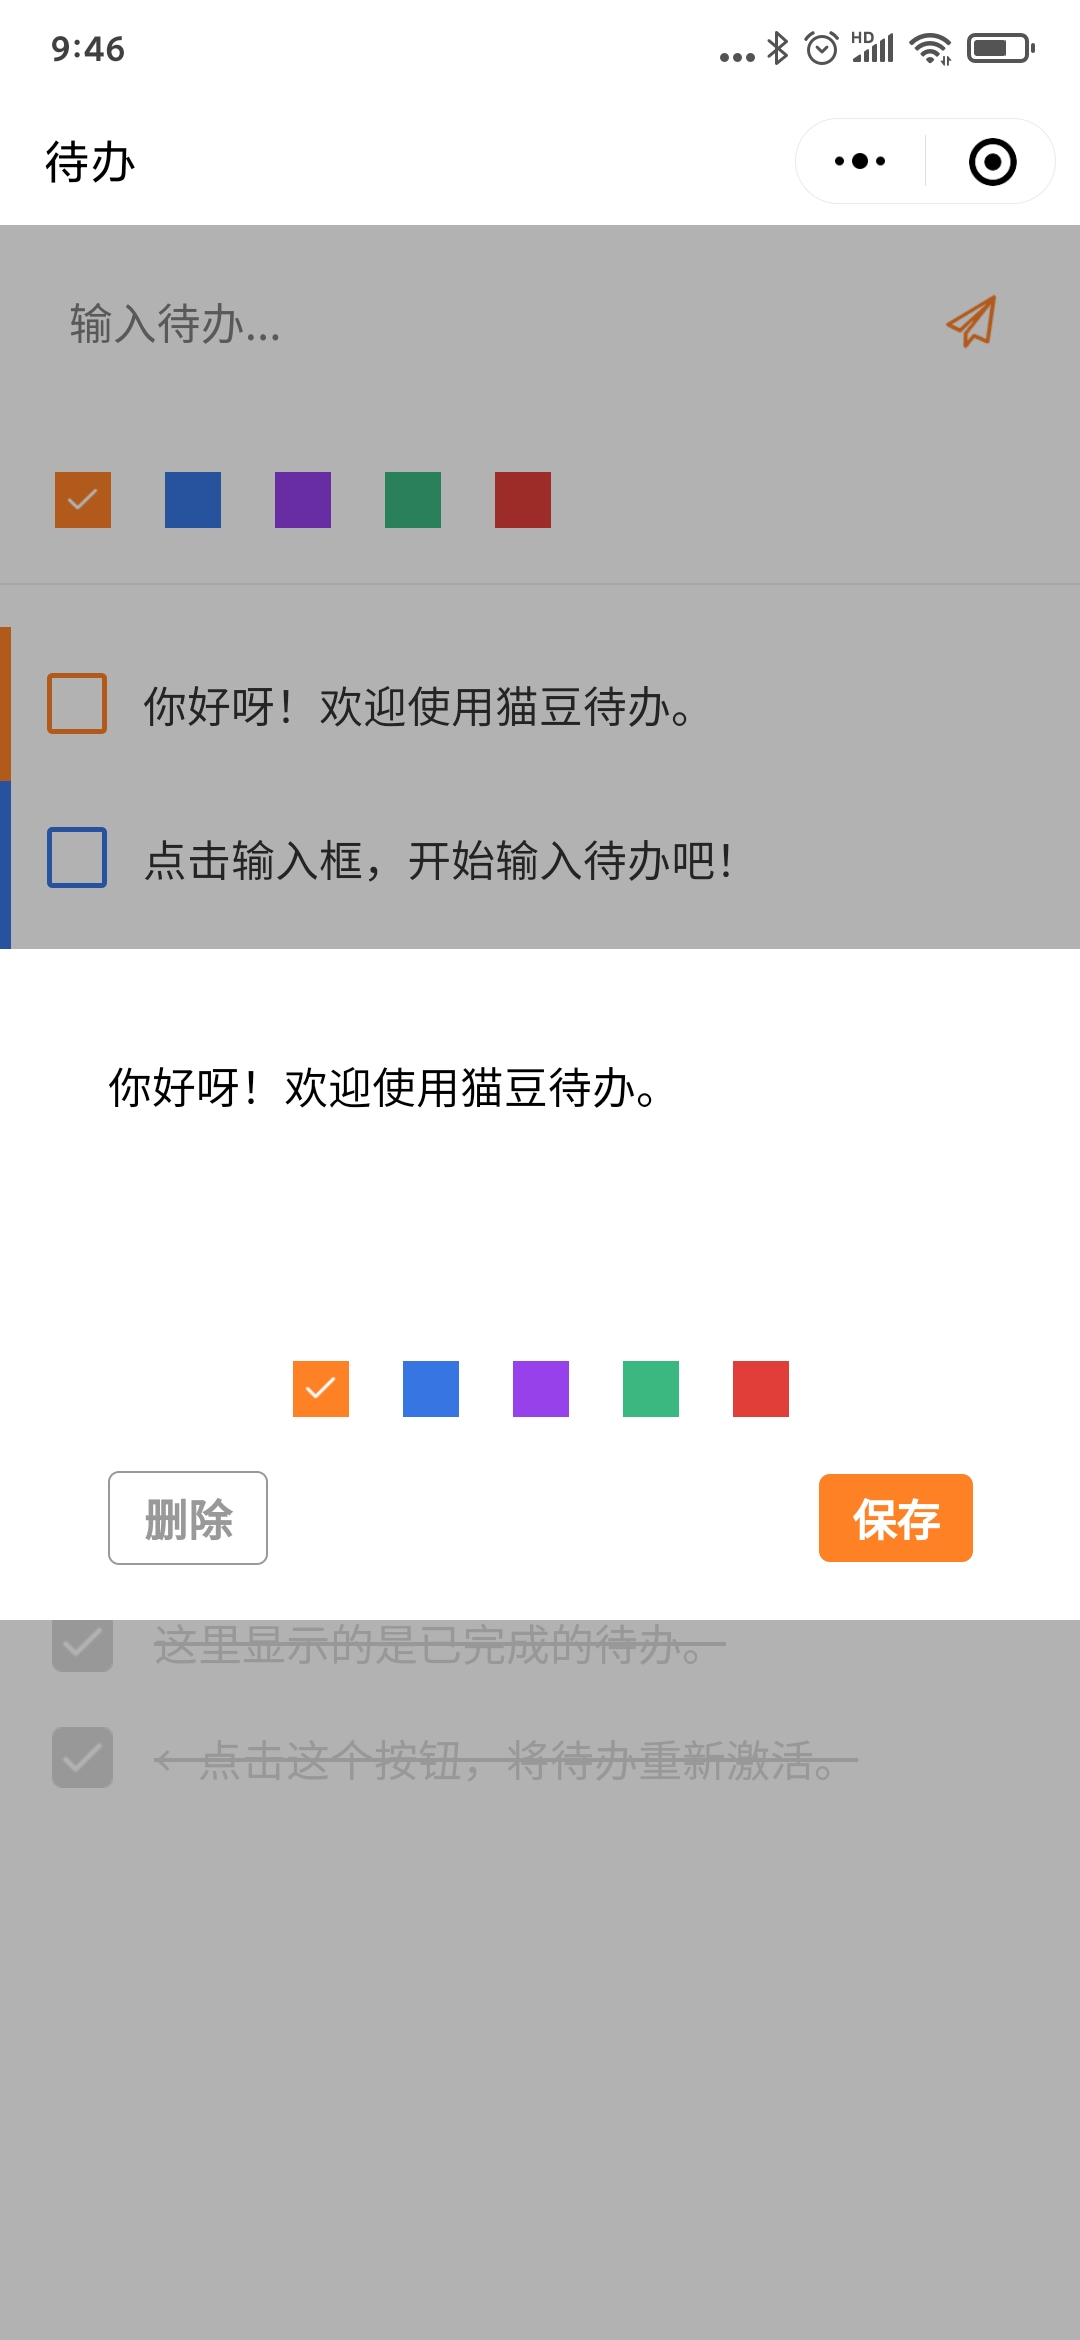 9:46
HD
待办
输入待办...
你好呀！欢迎使用猫豆待办。
点击输入框，开始输入待办吧！
你好呀！欢迎使用猫豆待办。
删除
保存
这里显示的是已完成的待办。
← 点击这个按钮，将待办重新激活。